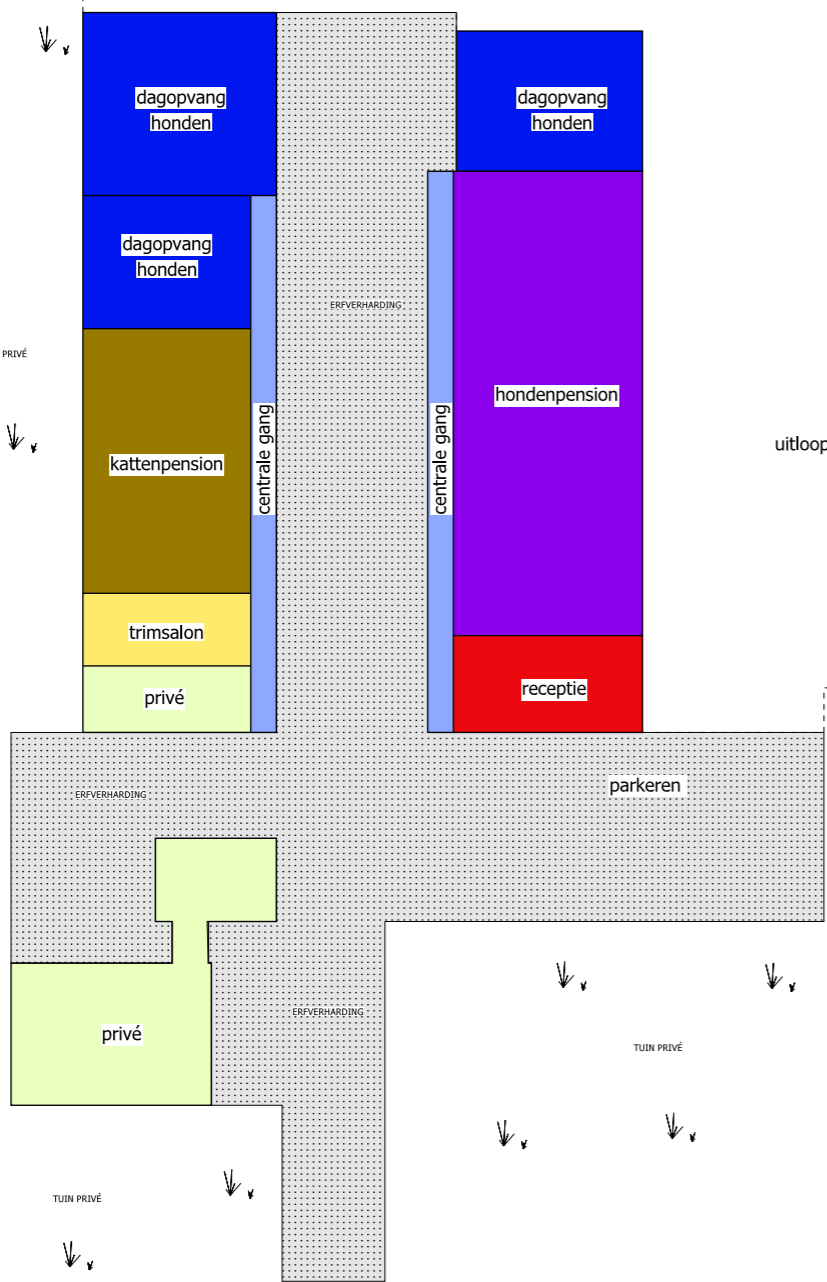 dagopvang
honden
dagopvang
honden
dagopvang
honden
ERFVERHARDING
PRIVÉ
hondenpension
centrale gang
centrale gang
uitloop
kattenpension
trimsalon
privé
receptie
parkeren
ERFVERHARDING
ERFVERHARDING
privé
TUIN PRIVÉ
TUIN PRIVÉ